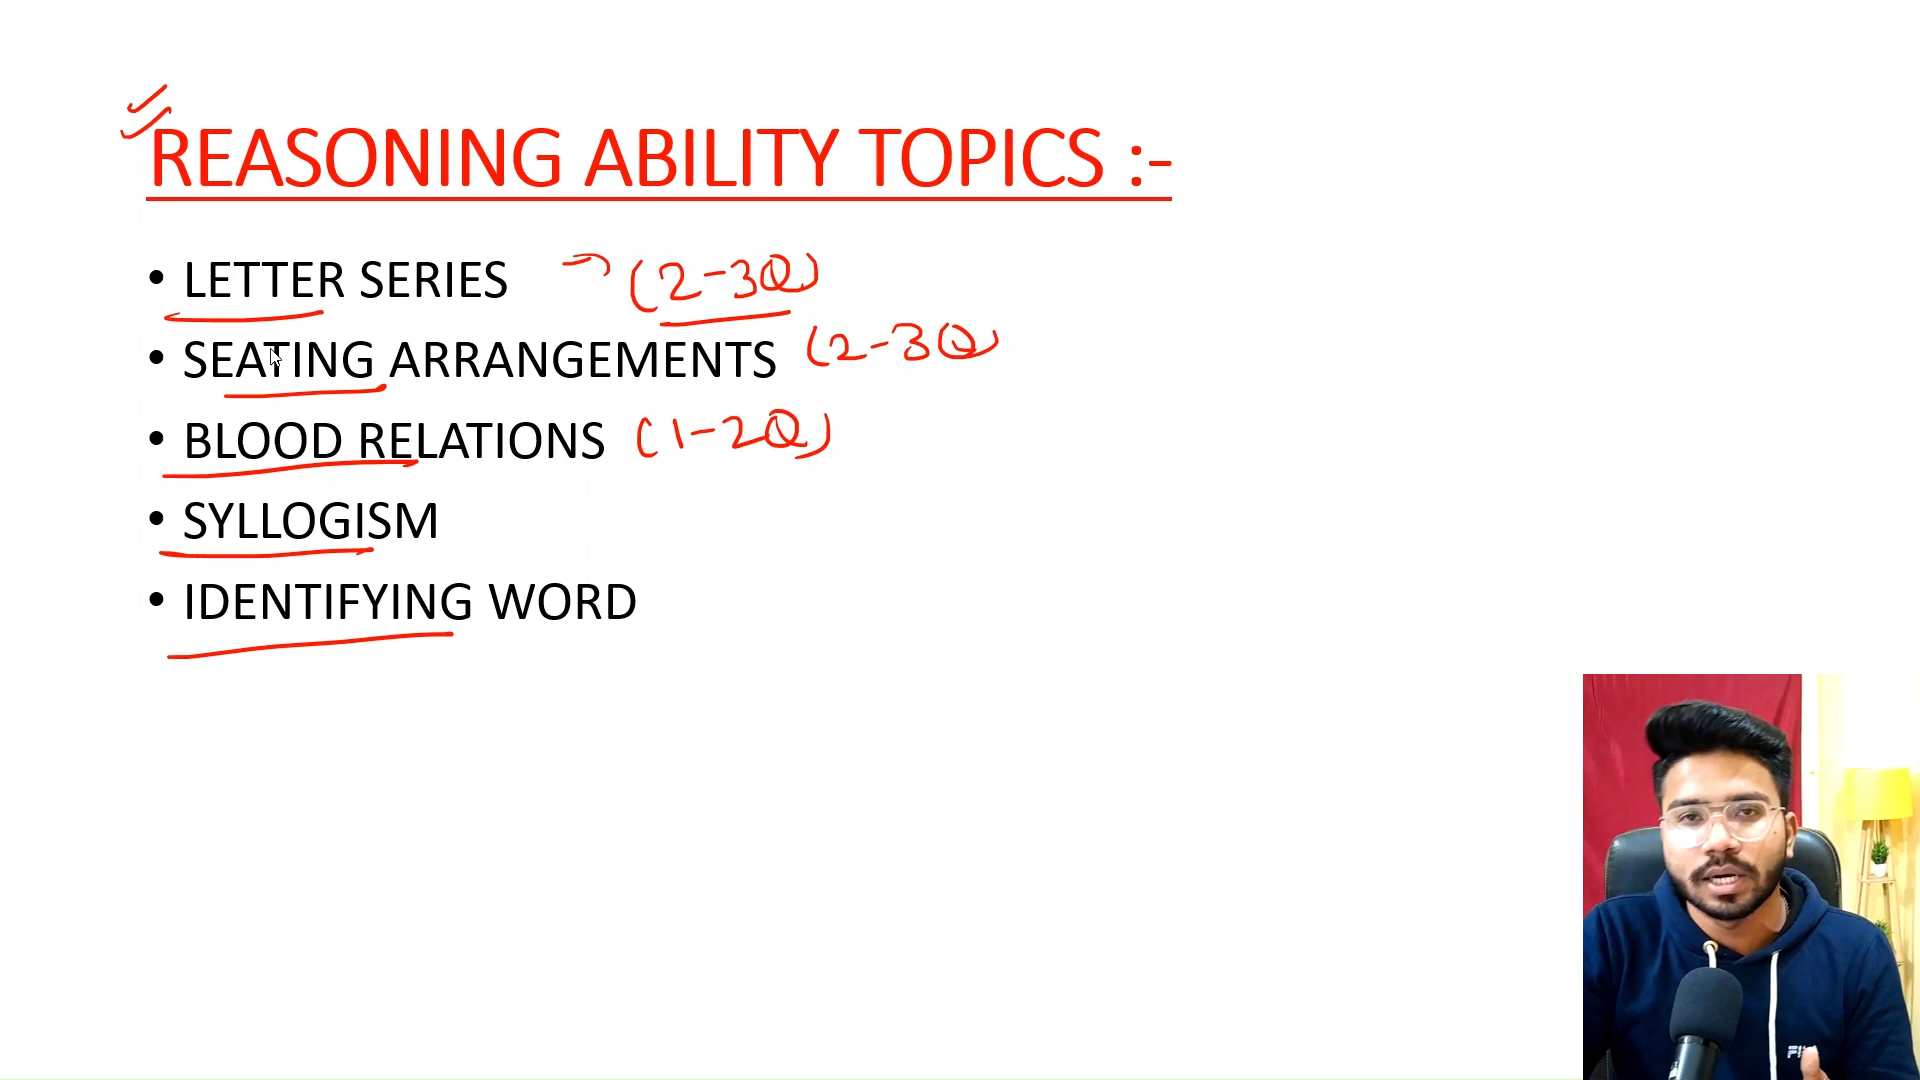 REASONING ABILITY TOPICS :-
• LETTER SERIES (2-3Q)
• SEATING ARRANGEMENTS (2-3Q)
• BLOOD RELATIONS (1-2Q)
• SYLLOGISM
• IDENTIFYING WORD